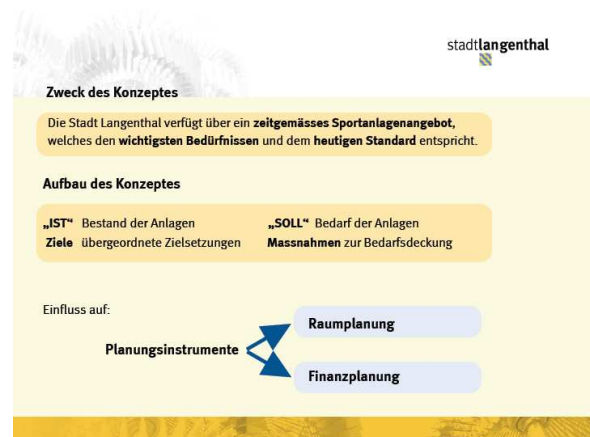 stadtlangenthal
Zweck des Konzeptes
Die Stadt Langenthal verfügt über ein zeitgemässes Sportanlagenangebot,
welches den wichtigsten Bedürfnissen und dem heutigen Standard entspricht.
Aufbau des Konzeptes
„IST“ Bestand der Anlagen
„SOLL“ Bedarf der Anlagen
Ziele übergeordnete Zielsetzungen
Massnahmen zur Bedarfsdeckung
Einfluss auf:
Raumplanung
Planungsinstrumente
Finanzplanung